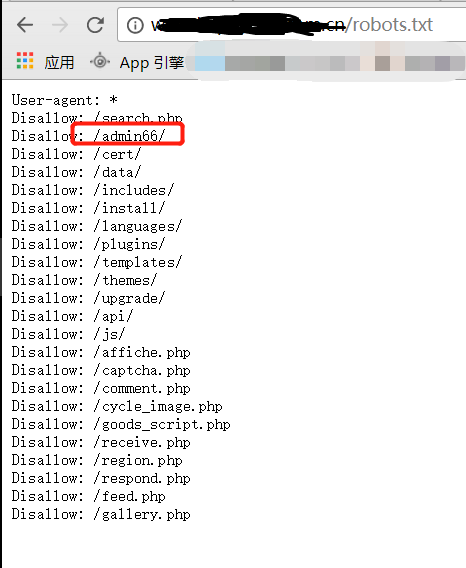 w m.cn/robots.txt
应用 App 引擎
User-agent: *
Disallow: /search.php
Disallow: /admin66/
Disallow: /cert/
Disallow: /data/
Disallow: /includes/
Disallow: /install/
Disallow: /languages/
Disallow: /plugins/
Disallow: /templates/
Disallow: /themes/
Disallow: /upgrade/
Disallow: /api/
Disallow: /js/
Disallow: /affiche.php
Disallow: /captcha.php
Disallow: /comment.php
Disallow: /cycle_image.php
Disallow: /goods_script.php
Disallow: /receive.php
Disallow: /region.php
Disallow: /respond.php
Disallow: /feed.php
Disallow: /gallery.php